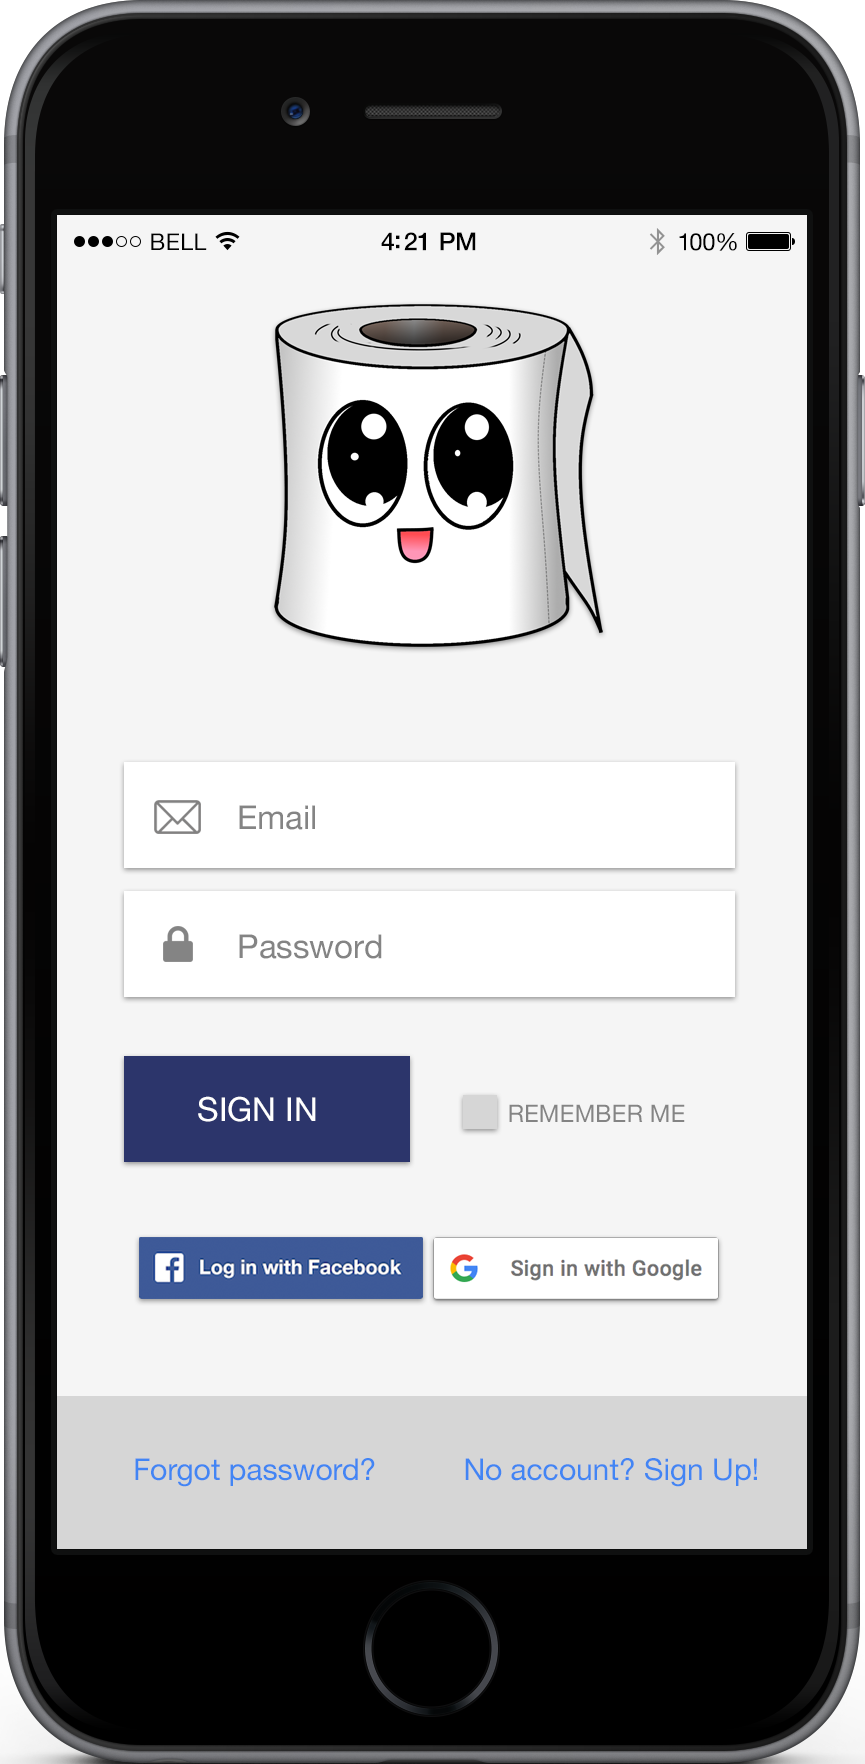 BELL 4:21 PM 100%
Email
Password
SIGN IN REMEMBER ME
Log in with Facebook Sign in with Google
Forgot password? No account? Sign Up!